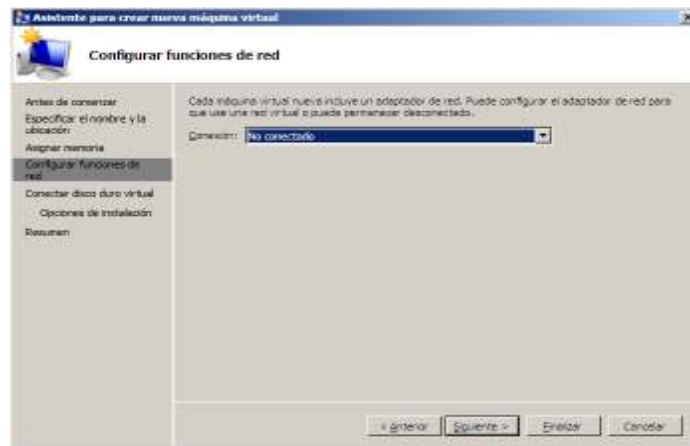 Asistente para crear nueva máquina virtual
Configurar funciones de red
Antes de comenzar
Especificar el nombre y la
ubicación
Asignar memoria
Configurar funciones de
red
Conectar disco duro virtual
Opciones de instalación
Resumen
Cada máquina virtual nueva incluye un adaptador de red. Puede configurar el adaptador de red para
que use una red virtual o puede permanecer desconectado.
Conexión: No conectado
< Anterior
Siguiente >
Finalizar
Cancelar